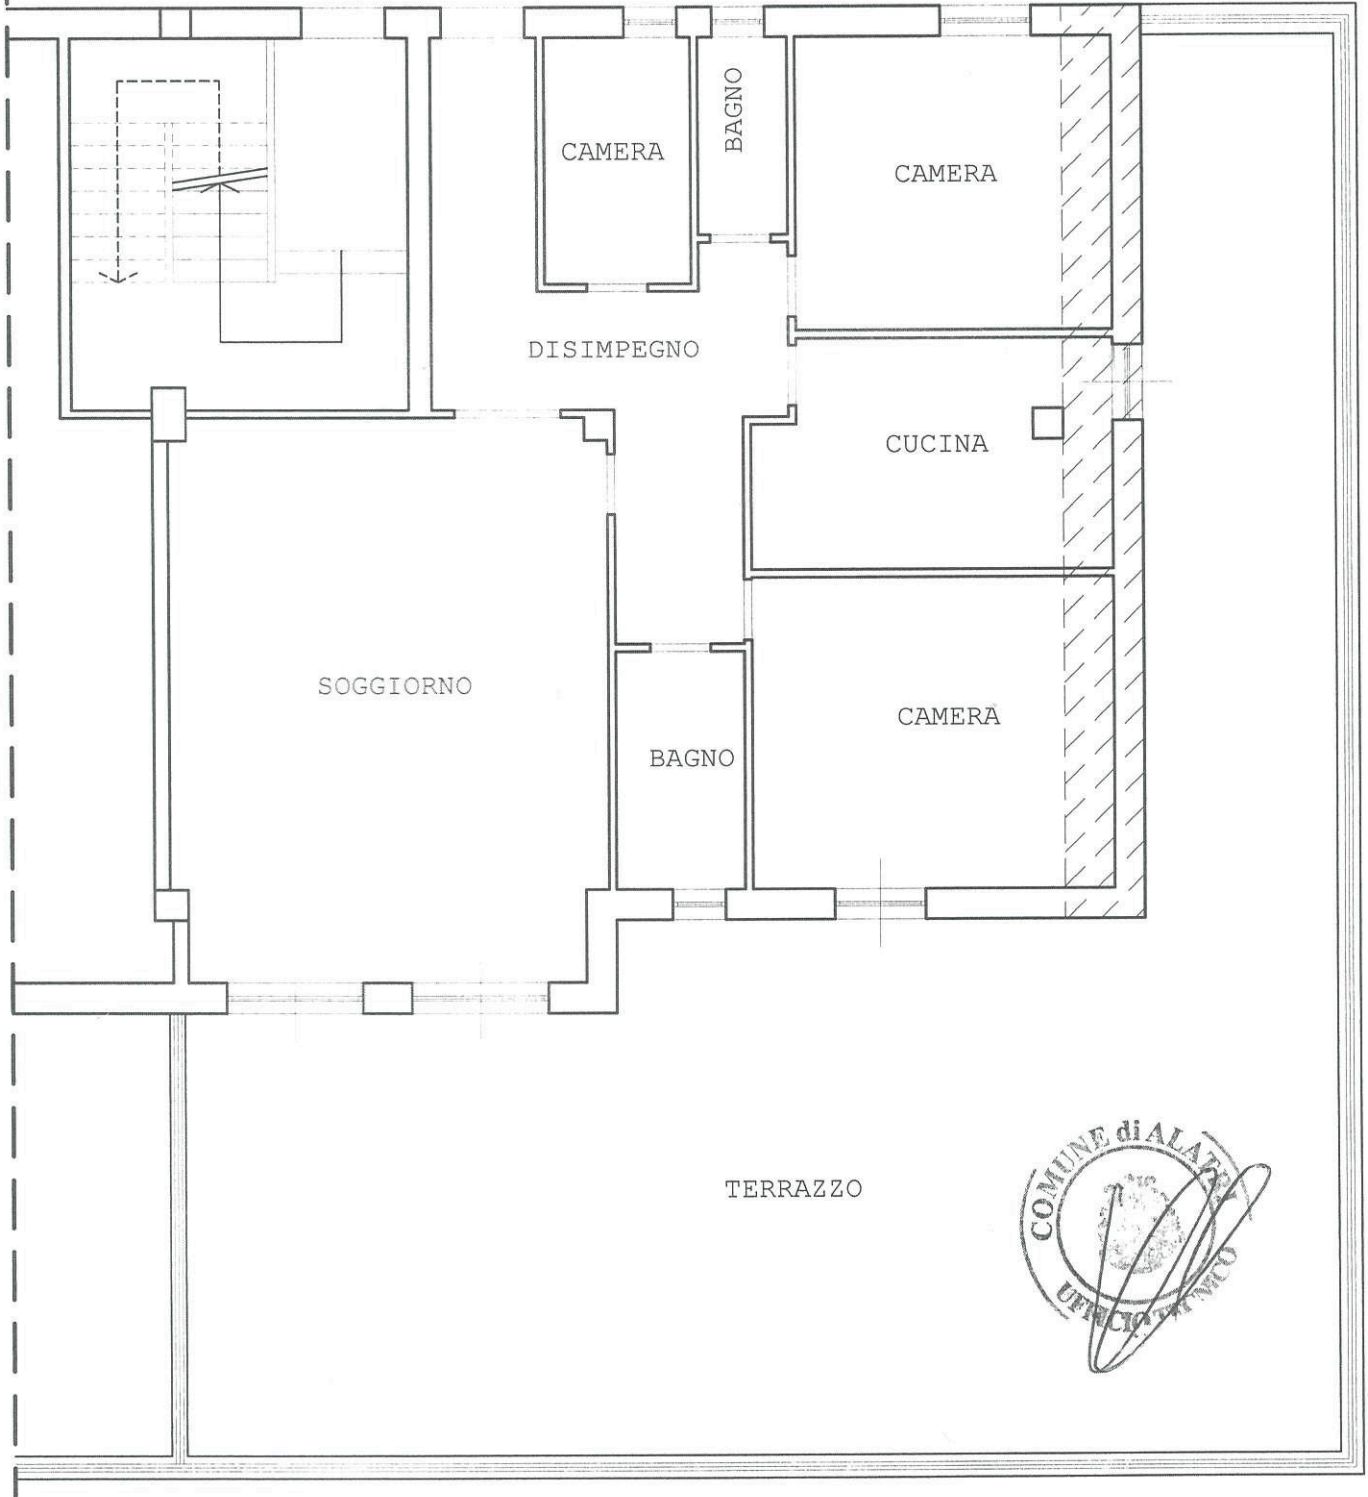 CAMERA
BAGNO
CAMERA
DISIMPEGNO
CUCINA
SOGGIORNO
CAMERA
BAGNO
TERRAZZO
COMUNE di ALATRI
UFFICIO TECNICO